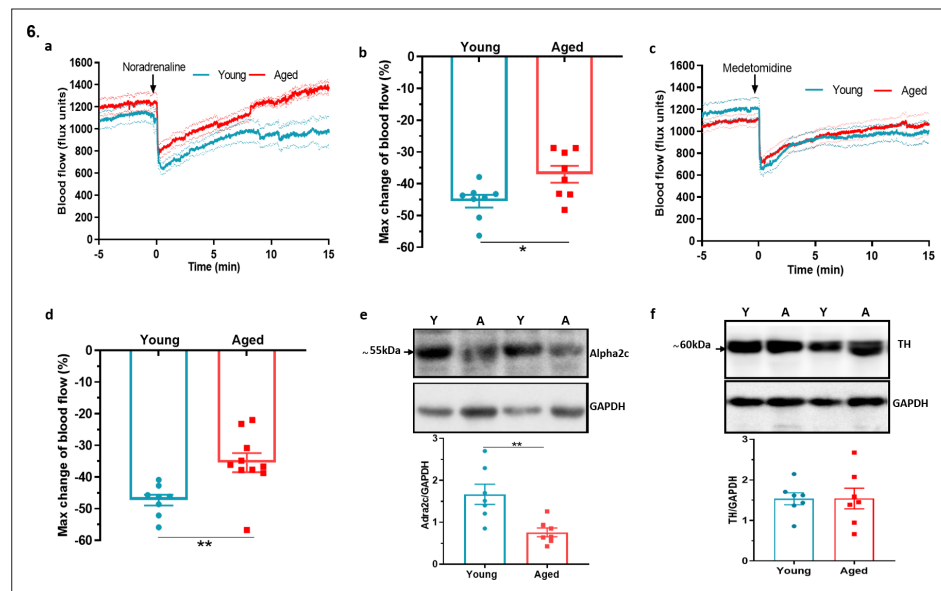 6.
a
Noradrenaline
Young
Aged
Blood flow (flux units)
1600
1400
1200
1000
800
600
400
200
0
-5
0
5
10
15
Time (min)
b
Young
Aged
Max change of blood flow (%)
0
-10
-20
-30
-40
-50
-60
*
c
Medetomidine
Young
Aged
Blood flow (flux units)
1600
1400
1200
1000
800
600
400
200
0
-5
0
5
10
15
Time (min)
d
Young
Aged
Max change of blood flow (%)
0
-10
-20
-30
-40
-50
-60
**
e
Y A Y A
~55kDa
Alpha2c
GAPDH
Adra2c/GAPDH
3
2
1
0
**
Young
Aged
f
Y A Y A
~60kDa
TH
GAPDH
TH/GAPDH
3
2
1
0
Young
Aged